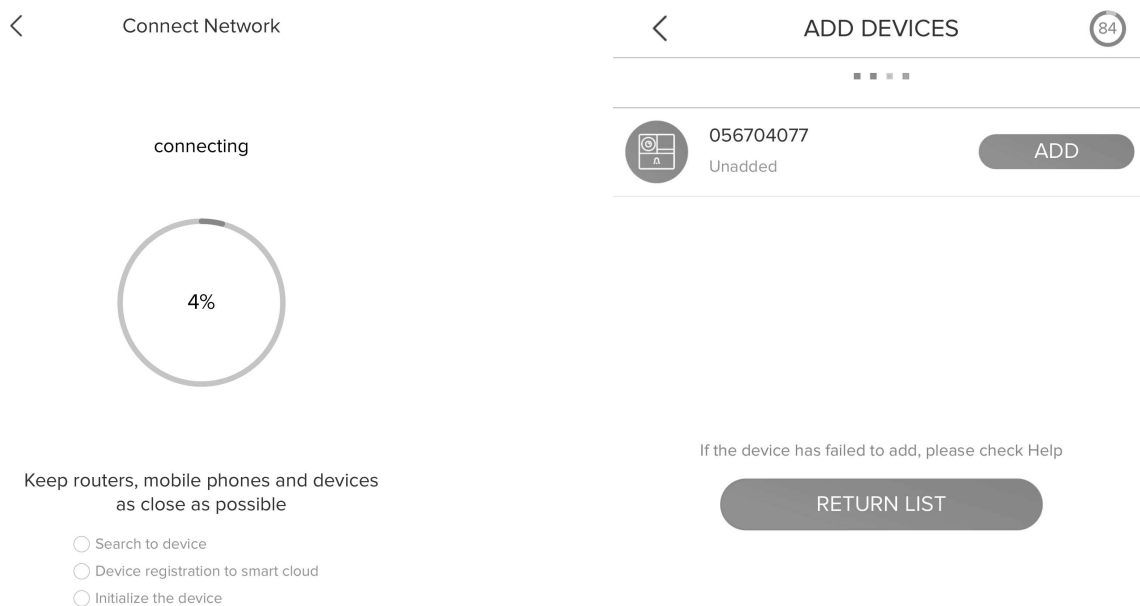 Connect Network
connecting
4%
Keep routers, mobile phones and devices
as close as possible
Search to device
Device registration to smart cloud
Initialize the device
ADD DEVICES
84
056704077
Unadded
ADD
If the device has failed to add, please check Help
RETURN LIST